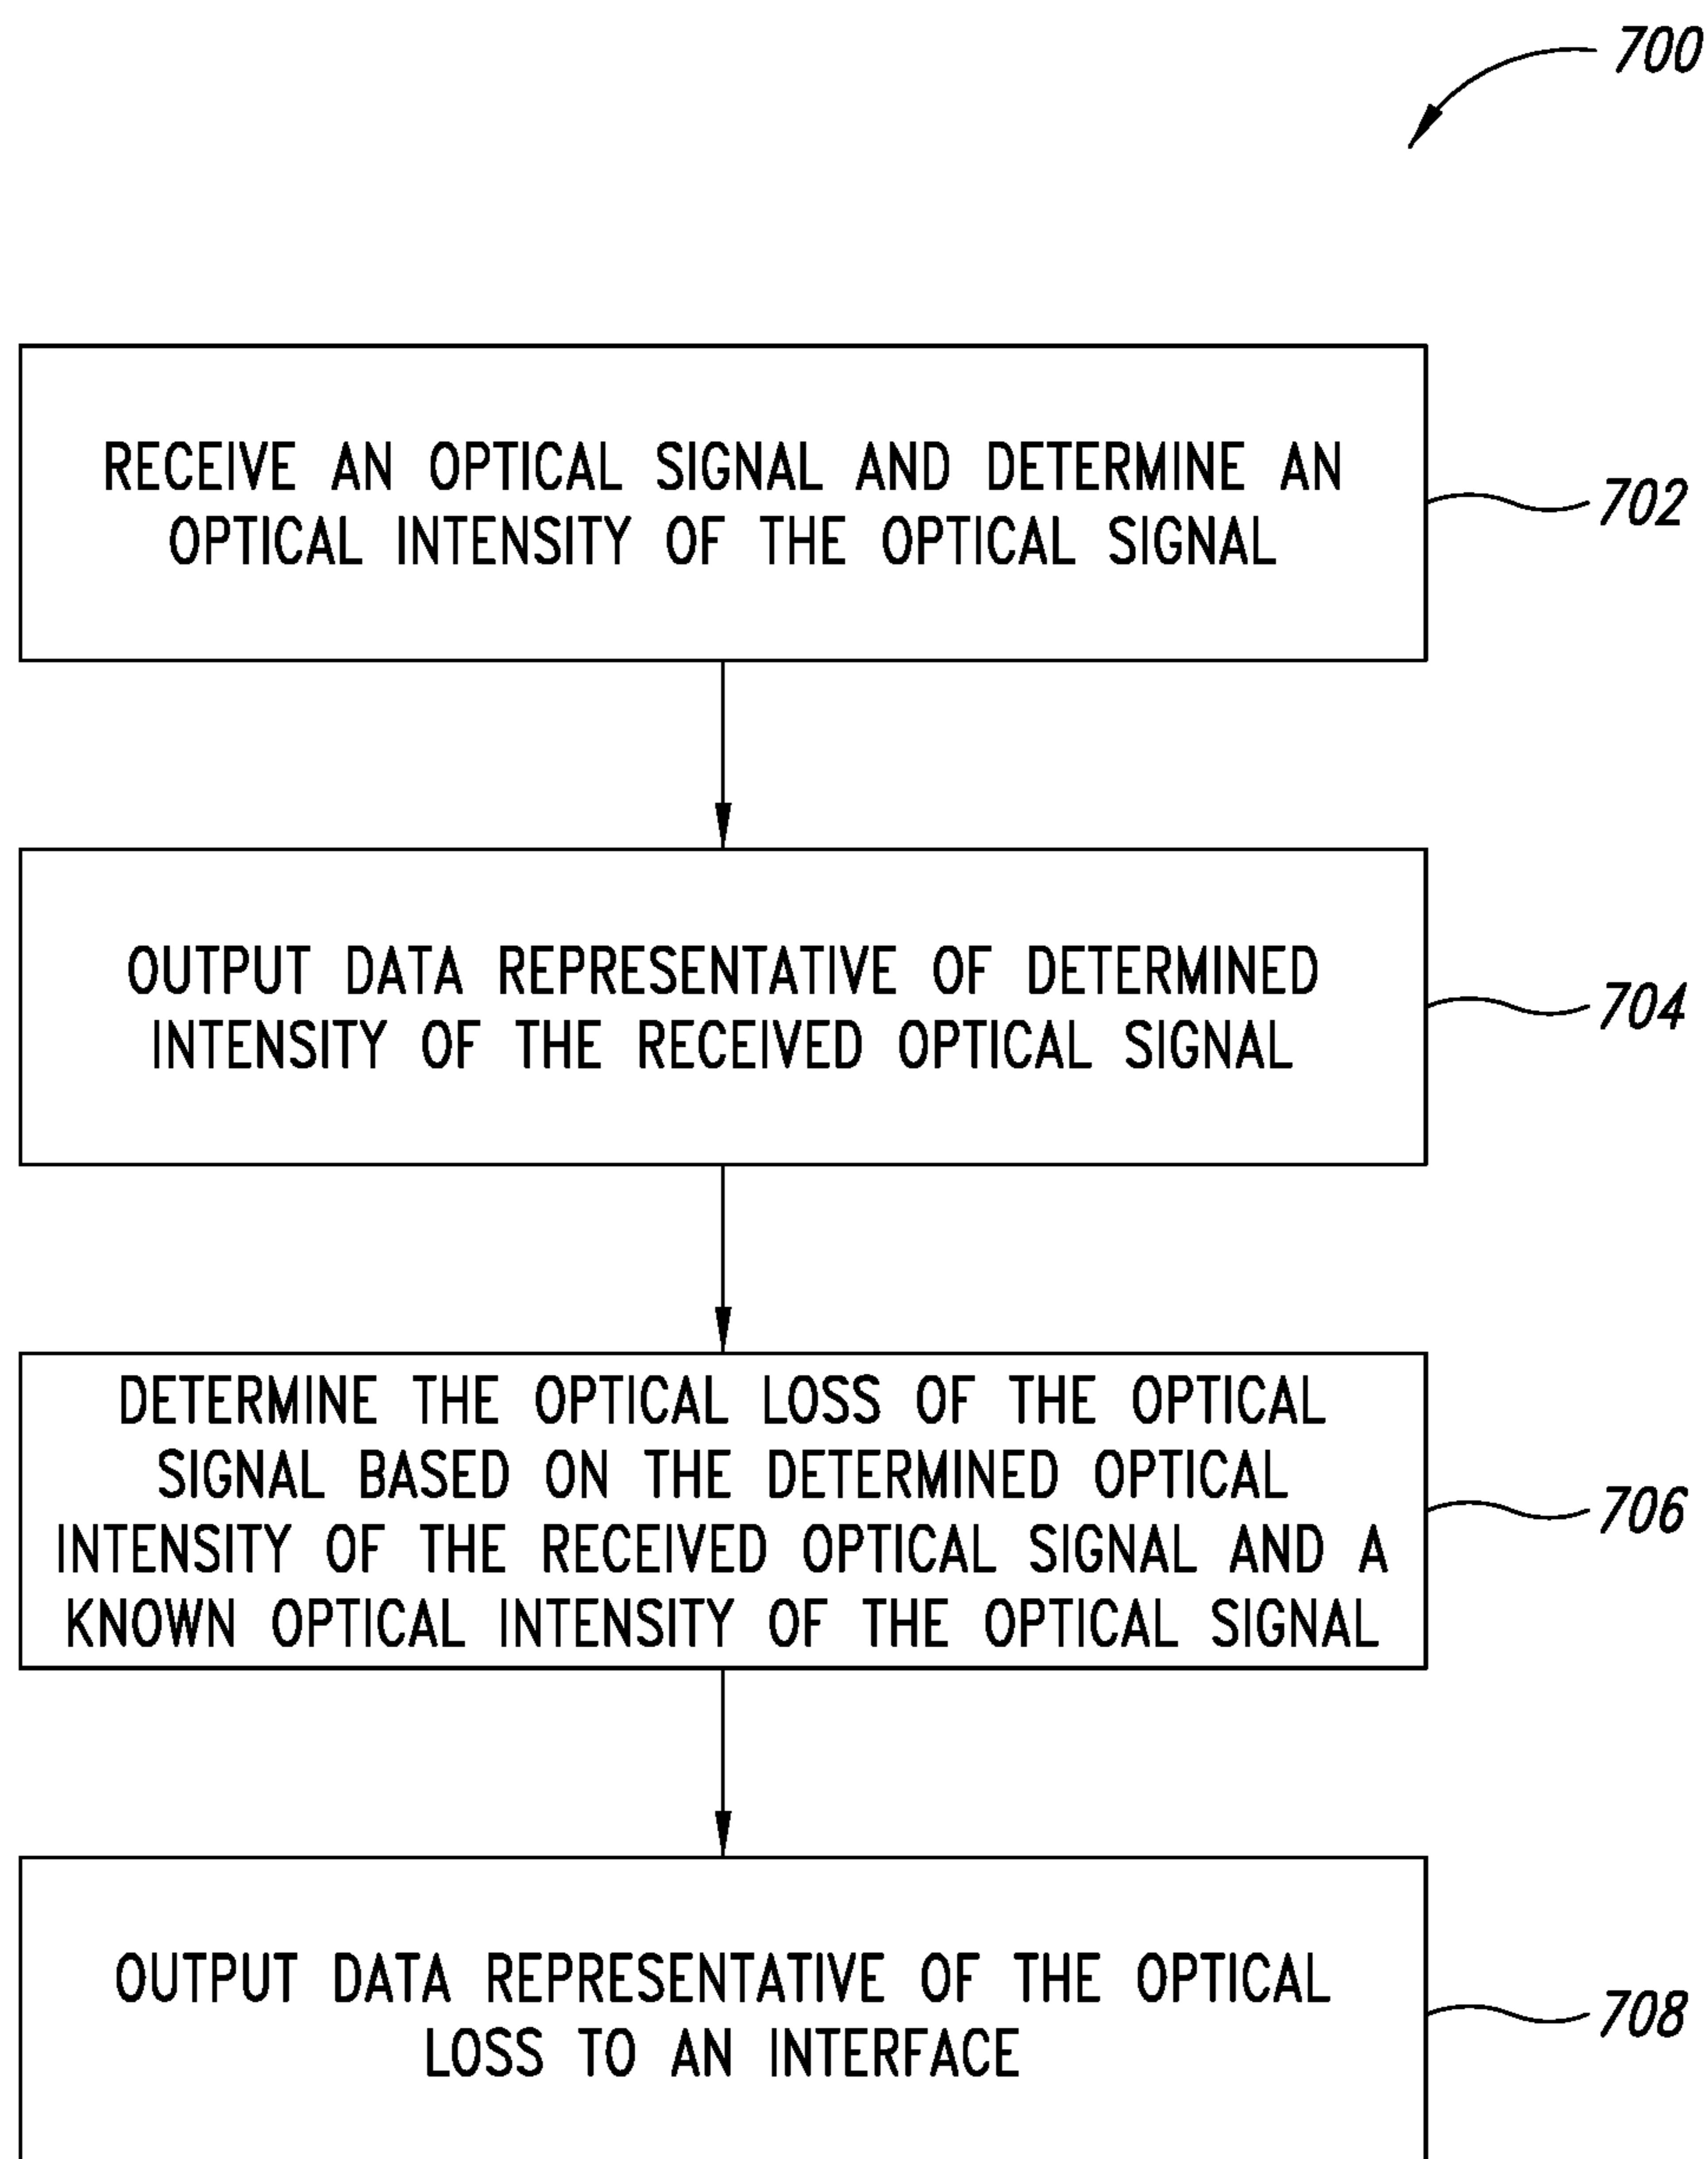 700
RECEIVE AN OPTICAL SIGNAL AND DETERMINE AN
OPTICAL INTENSITY OF THE OPTICAL SIGNAL
702
OUTPUT DATA REPRESENTATIVE OF DETERMINED
INTENSITY OF THE RECEIVED OPTICAL SIGNAL
704
DETERMINE THE OPTICAL LOSS OF THE OPTICAL
SIGNAL BASED ON THE DETERMINED OPTICAL
INTENSITY OF THE RECEIVED OPTICAL SIGNAL AND A
KNOWN OPTICAL INTENSITY OF THE OPTICAL SIGNAL
706
OUTPUT DATA REPRESENTATIVE OF THE OPTICAL
LOSS TO AN INTERFACE
708